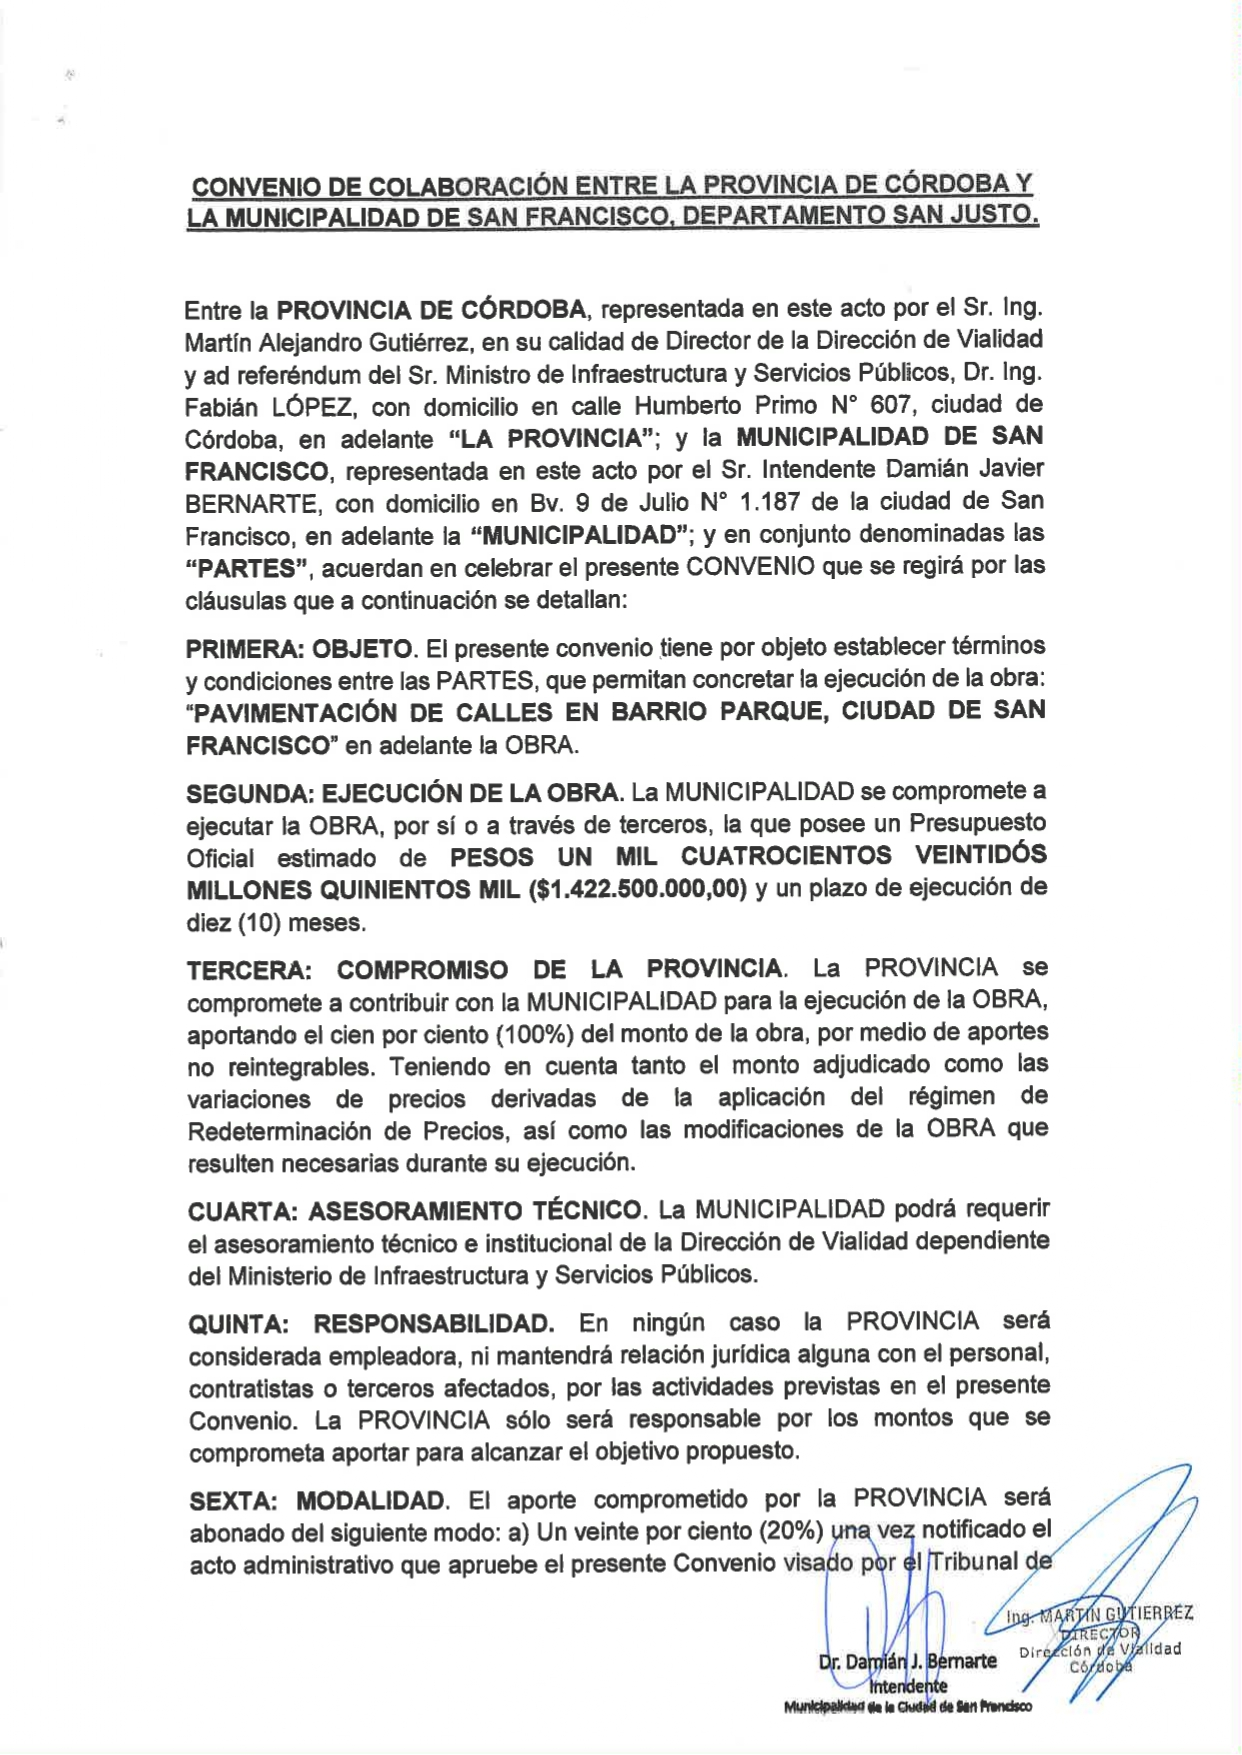 CONVENIO DE COLABORACIÓN ENTRE LA PROVINCIA DE CÓRDOBA Y
LA MUNICIPALIDAD DE SAN FRANCISCO, DEPARTAMENTO SAN JUSTO.
Entre la PROVINCIA DE CÓRDOBA, representada en este acto por el Sr. Ing.
Martín Alejandro Gutiérrez, en su calidad de Director de la Dirección de Vialidad
y ad referéndum del Sr. Ministro de Infraestructura y Servicios Públicos, Dr. Ing.
Fabián LÓPEZ, con domicilio en calle Humberto Primo N° 607, ciudad de
Córdoba, en adelante “LA PROVINCIA”; y la MUNICIPALIDAD DE SAN
FRANCISCO, representada en este acto por el Sr. Intendente Damián Javier
BERNARTE, con domicilio en Bv. 9 de Julio N° 1.187 de la ciudad de San
Francisco, en adelante la “MUNICIPALIDAD”; y en conjunto denominadas las
“PARTES”, acuerdan en celebrar el presente CONVENIO que se regirá por las
cláusulas que a continuación se detallan:
PRIMERA: OBJETO. El presente convenio tiene por objeto establecer términos
y condiciones entre las PARTES, que permitan concretar la ejecución de la obra:
“PAVIMENTACIÓN DE CALLES EN BARRIO PARQUE, CIUDAD DE SAN
FRANCISCO” en adelante la OBRA.
SEGUNDA: EJECUCIÓN DE LA OBRA. La MUNICIPALIDAD se compromete a
ejecutar la OBRA, por sí o a través de terceros, la que posee un Presupuesto
Oficial estimado de PESOS UN MIL CUATROCIENTOS VEINTIDÓS
MILLONES QUINIENTOS MIL ($1.422.500.000,00) y un plazo de ejecución de
diez (10) meses.
TERCERA: COMPROMISO DE LA PROVINCIA. La PROVINCIA se
compromete a contribuir con la MUNICIPALIDAD para la ejecución de la OBRA,
aportando el cien por ciento (100%) del monto de la obra, por medio de aportes
no reintegrables. Teniendo en cuenta tanto el monto adjudicado como las
variaciones de precios derivadas de la aplicación del régimen de
Redeterminación de Precios, así como las modificaciones de la OBRA que
resulten necesarias durante su ejecución.
CUARTA: ASESORAMIENTO TÉCNICO. La MUNICIPALIDAD podrá requerir
el asesoramiento técnico e institucional de la Dirección de Vialidad dependiente
del Ministerio de Infraestructura y Servicios Públicos.
QUINTA: RESPONSABILIDAD. En ningún caso la PROVINCIA será
considerada empleadora, ni mantendrá relación jurídica alguna con el personal,
contratistas o terceros afectados, por las actividades previstas en el presente
Convenio. La PROVINCIA sólo será responsable por los montos que se
comprometa aportar para alcanzar el objetivo propuesto.
SEXTA: MODALIDAD. El aporte comprometido por la PROVINCIA será
abonado del siguiente modo: a) Un veinte por ciento (20%) una vez notificado el
acto administrativo que apruebe el presente Convenio visado por el Tribunal de
Ing. MARTIN GUTIERREZ
DIRECTOR
Dirección de Vialidad
Córdoba
Dr. Damián J. Bernarte
Intendente
Municipalidad de la Ciudad de San Francisco